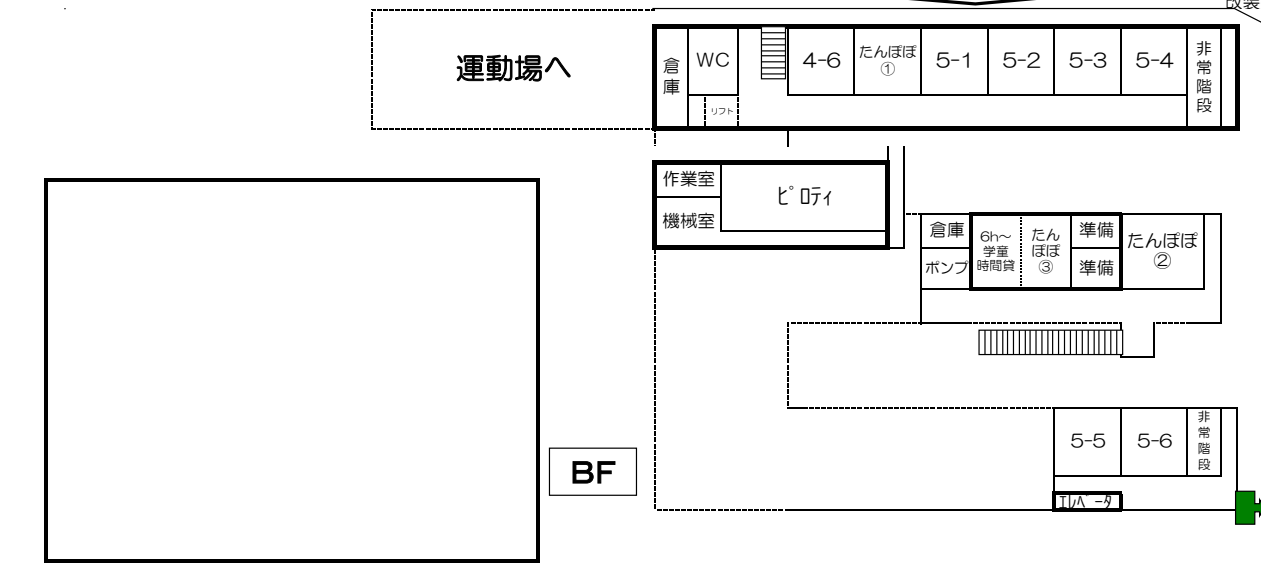 改装
運動場へ
倉庫
WC
リフト
4-6
たんぽぽ
①
5-1
5-2
5-3
5-4
非常階段
作業室
機械室
ﾋﾟﾛﾃｨ
倉庫
ポンプ
6h～
学童
時間貸
たん
ぽぽ
③
準備
準備
たんぽぽ
②
5-5
5-6
非常階段
ｴﾚﾍﾞｰﾀ
BF